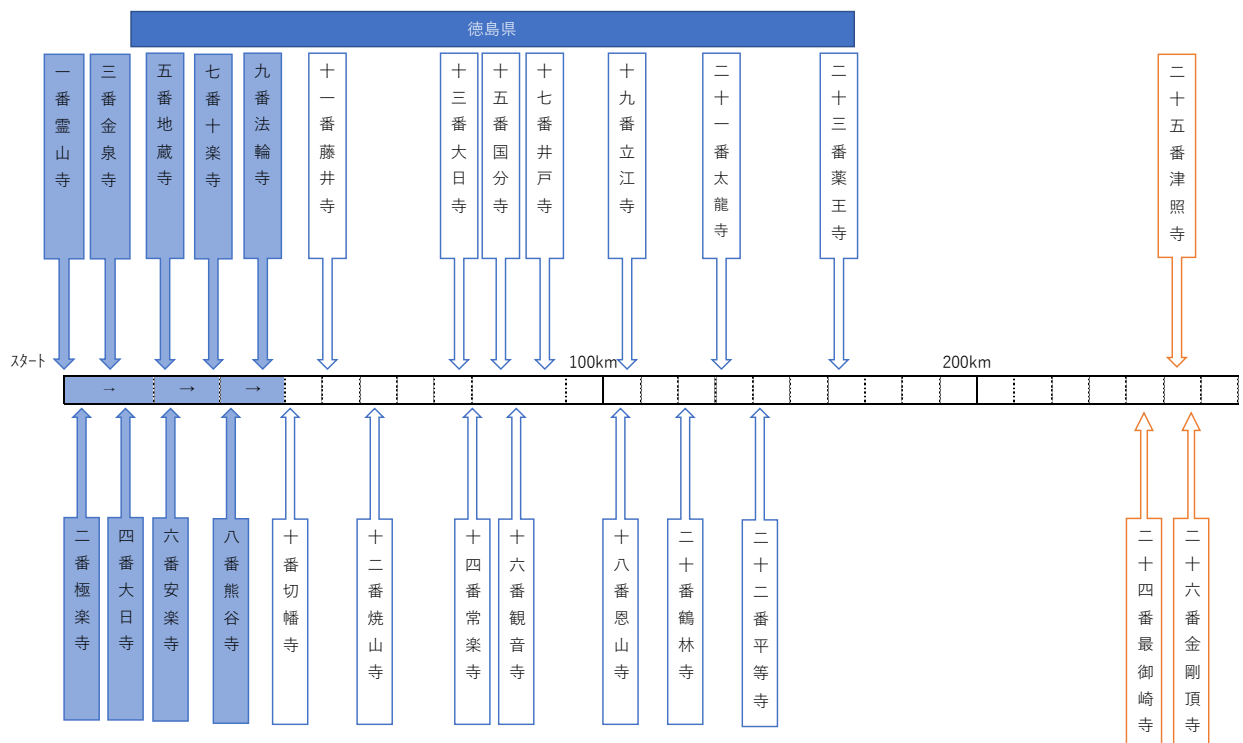 徳島県
一番霊山寺
三番金泉寺
五番地蔵寺
七番十楽寺
九番法輪寺
十一番藤井寺
十三番大日寺
十五番国分寺
十七番井戸寺
十九番立江寺
二十一番太龍寺
二十三番薬王寺
二十五番津照寺
スタート
100km
200km
→
→
→
二番極楽寺
四番大日寺
六番安楽寺
八番熊谷寺
十番切幡寺
十二番焼山寺
十四番常楽寺
十六番観音寺
十八番恩山寺
二十番鶴林寺
二十二番平等寺
二十四番最御崎寺
二十六番金剛頂寺